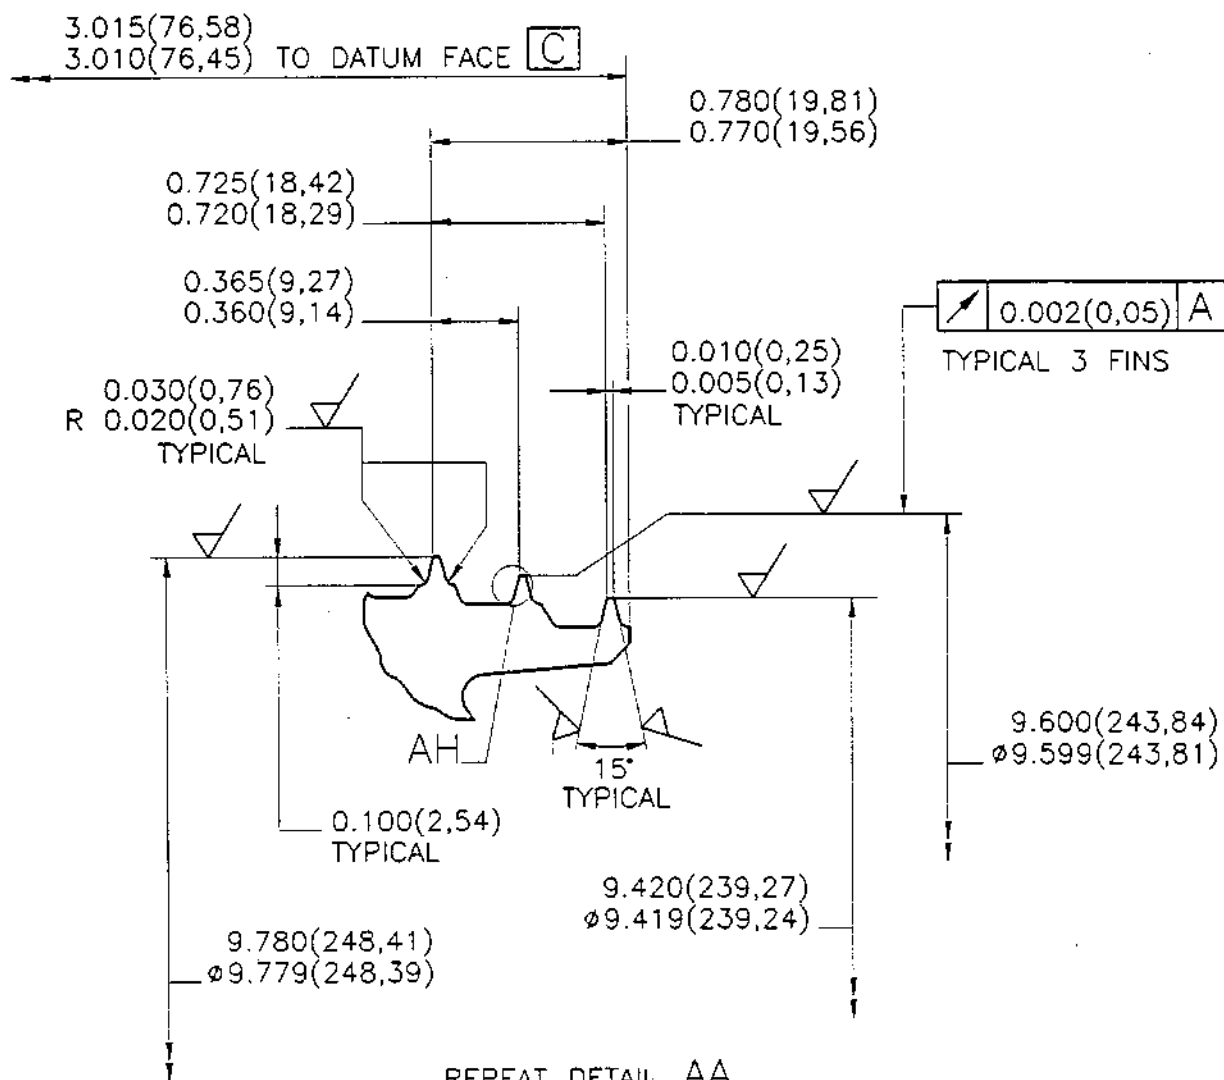 3.015(76,58)
3.010(76,45) TO DATUM FACE C
0.780(19,81)
0.770(19,56)
0.725(18,42)
0.720(18,29)
0.365(9,27)
0.360(9,14)
0.002(0,05) A
TYPICAL 3 FINS
0.010(0,25)
0.005(0,13)
TYPICAL
0.030(0,76)
R 0.020(0,51)
TYPICAL
AH
15°
TYPICAL
9.600(243,84)
ø9.599(243,81)
0.100(2,54)
TYPICAL
9.420(239,27)
ø9.419(239,24)
9.780(248,41)
ø9.779(248,39)
REPEAT DETAIL AA